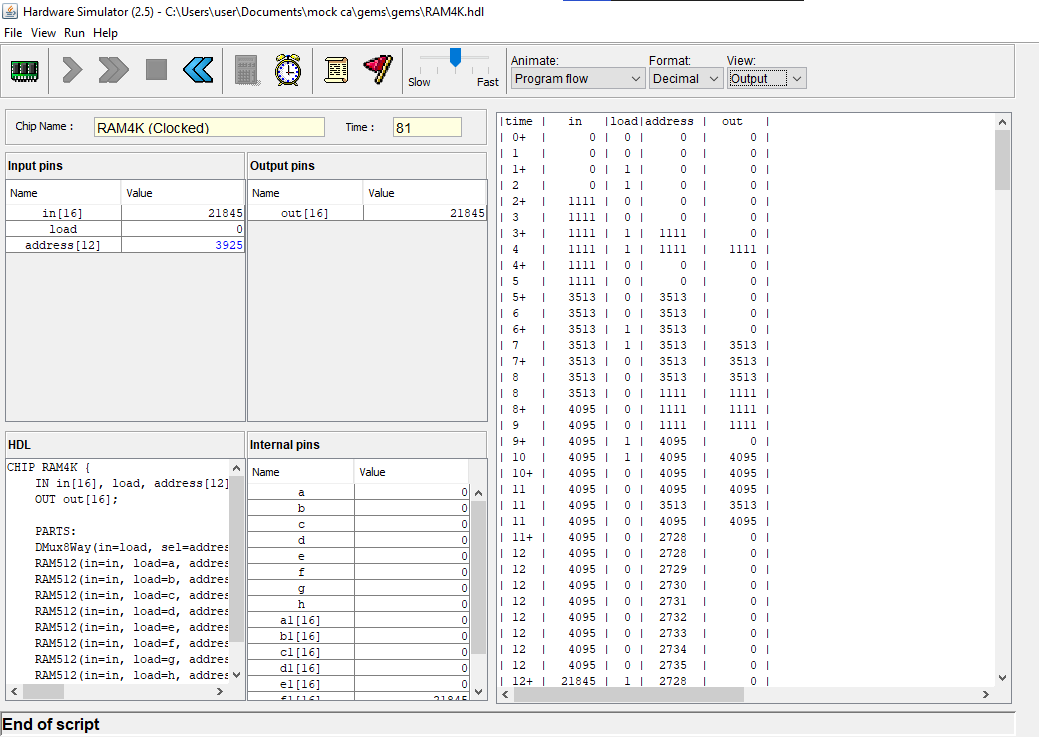 Hardware Simulator (2.5) - C:\Users\user\Documents\mock ca\gems\gems\RAM4K.hdl
File View Run Help
Slow Fast
Animate: Format: View:
Program flow Decimal Output
Chip Name : RAM4K (Clocked) Time : 81
Input pins
Name Value
in[16] 21845
load 0
address[12] 3925
Output pins
Name Value
out[16] 21845
HDL
CHIP RAM4K {
IN in[16], load, address[12]
OUT out[16];
PARTS:
DMux8Way(in=load, sel=addres
RAM512(in=in, load=a, addres
RAM512(in=in, load=b, addres
RAM512(in=in, load=c, addres
RAM512(in=in, load=d, addres
RAM512(in=in, load=e, addres
RAM512(in=in, load=f, addres
RAM512(in=in, load=g, addres
RAM512(in=in, load=h, addres
Internal pins
Name Value
a 0
b 0
c 0
d 0
e 0
f 0
g 0
h 0
a1[16] 0
b1[16] 0
c1[16] 0
d1[16] 0
e1[16] 0
f1[16] 21845
|time | in |load|address| out |
| 0+ | 0 | 0 | 0 | 0 |
| 1 | 0 | 0 | 0 | 0 |
| 1+ | 0 | 1 | 0 | 0 |
| 2 | 0 | 1 | 0 | 0 |
| 2+ | 1111 | 0 | 0 | 0 |
| 3 | 1111 | 0 | 0 | 0 |
| 3+ | 1111 | 1 | 1111 | 0 |
| 4 | 1111 | 1 | 1111 | 1111 |
| 4+ | 1111 | 0 | 0 | 0 |
| 5 | 1111 | 0 | 0 | 0 |
| 5+ | 3513 | 0 | 3513 | 0 |
| 6 | 3513 | 0 | 3513 | 0 |
| 6+ | 3513 | 1 | 3513 | 0 |
| 7 | 3513 | 1 | 3513 | 3513 |
| 7+ | 3513 | 0 | 3513 | 3513 |
| 8 | 3513 | 0 | 3513 | 3513 |
| 8 | 3513 | 0 | 1111 | 1111 |
| 8+ | 4095 | 0 | 1111 | 1111 |
| 9 | 4095 | 0 | 1111 | 1111 |
| 9+ | 4095 | 1 | 4095 | 0 |
| 10 | 4095 | 1 | 4095 | 4095 |
| 10+ | 4095 | 0 | 4095 | 4095 |
| 11 | 4095 | 0 | 4095 | 4095 |
| 11 | 4095 | 0 | 3513 | 3513 |
| 11 | 4095 | 0 | 4095 | 4095 |
| 11+ | 4095 | 0 | 2728 | 0 |
| 12 | 4095 | 0 | 2728 | 0 |
| 12 | 4095 | 0 | 2729 | 0 |
| 12 | 4095 | 0 | 2730 | 0 |
| 12 | 4095 | 0 | 2731 | 0 |
| 12 | 4095 | 0 | 2732 | 0 |
| 12 | 4095 | 0 | 2733 | 0 |
| 12 | 4095 | 0 | 2734 | 0 |
| 12 | 4095 | 0 | 2735 | 0 |
| 12+ | 21845 | 1 | 2728 | 0 |
End of script